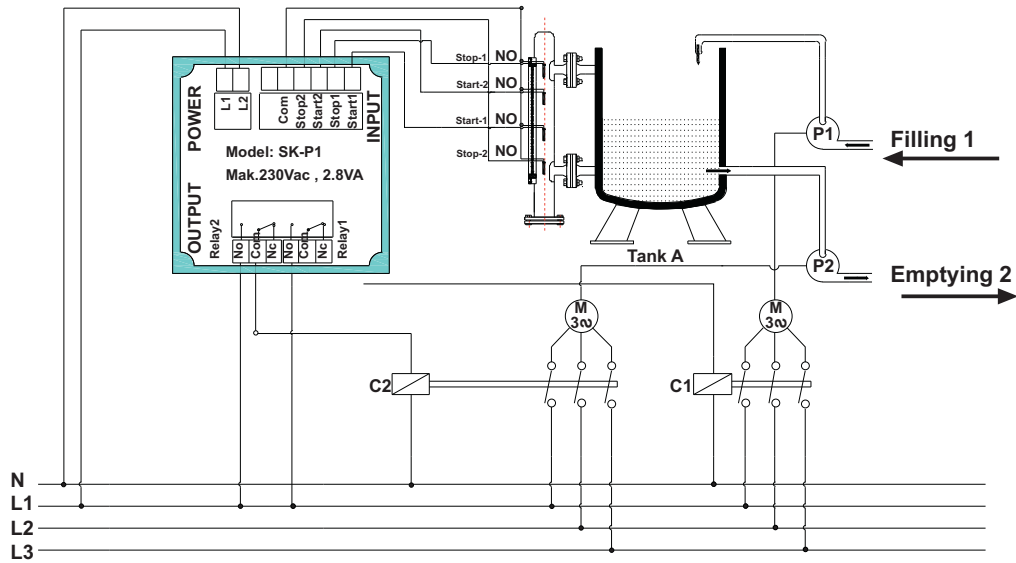 POWER
L1
L2
Com
Stop2
Start2
Stop1
Start1
INPUT
Model: SK-P1
Mak.230Vac , 2.8VA
OUTPUT
Relay2
No
Com
Nc
No
Com
Nc
Relay1
Stop-1 NO
Start-2 NO
Start-1 NO
Stop-2 NO
Tank A
P1
Filling 1
P2
Emptying 2
M
3∾
M
3∾
C2
C1
N
L1
L2
L3